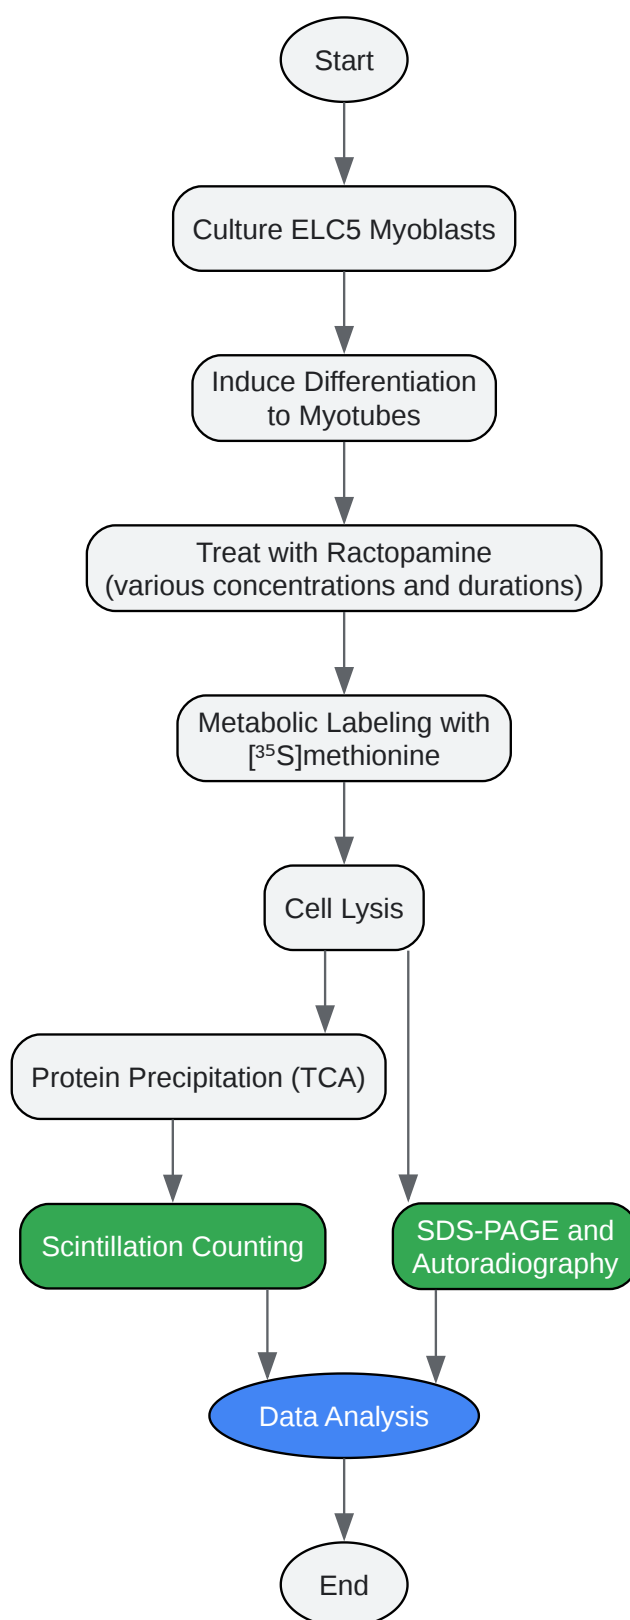 Start
Culture ELC5 Myoblasts
Induce Differentiation
to Myotubes
Treat with Ractopamine
(various concentrations and durations)
Metabolic Labeling with
[³⁵S]methionine
Cell Lysis
Protein Precipitation (TCA)
Scintillation Counting
SDS-PAGE and
Autoradiography
Data Analysis
End